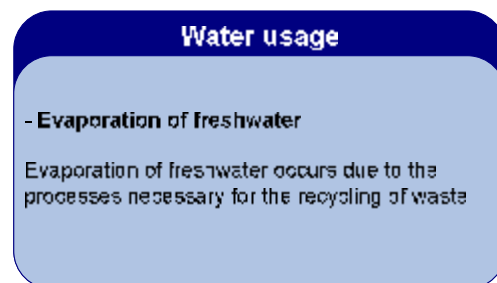 Water usage
- Evaporation of freshwater
Evaporation of freshwater occurs due to the
processes necessary for the recycling of waste